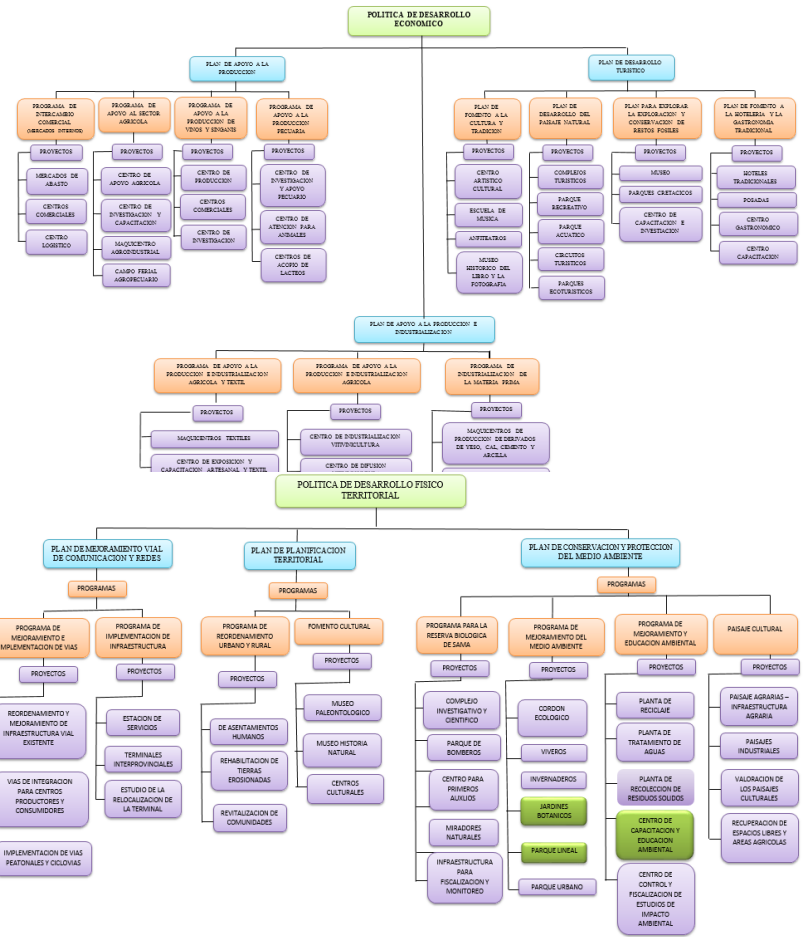 POLITICA DE DESARROLLO
ECONOMICO
PLAN DE APOYO A LA
PRODUCCION
PLAN DE DESARROLLO
TURISTICO
PROGRAMA DE
INTERCAMBIO
COMERCIAL
(MERCADOS INTERNOS)
PROYECTOS
MERCADOS DE
ABASTO
CENTROS
COMERCIALES
CENTRO
LOGISTICO
PROGRAMA DE
APOYO AL SECTOR
AGRICOLA
PROYECTOS
CENTRO DE
APOYO AGRICOLA
CENTRO DE
INVESTIGACION Y
CAPACITACION
MAQUICENTRO
AGROINDUSTRIAL
CAMPO FERIAL
AGROPECUARIO
PROGRAMA DE
APOYO A LA
PRODUCCION DE
VINOS Y SINGANIS
PROYECTOS
CENTRO DE
PRODUCCION
CENTROS
COMERCIALES
CENTRO DE
INVESTIGACION
PROGRAMA DE
APOYO A LA
PRODUCCION
PECUARIA
PROYECTOS
CENTRO DE
INVESTIGACION
Y APOYO
PECUARIO
CENTRO DE
ATENCION PARA
ANIMALES
CENTROS DE
ACOPIO DE
LACTEOS
PLAN DE
FOMENTO A LA
CULTURA Y
TRADICION
PROYECTOS
CENTRO
ARTISTICO
CULTURAL
ESCUELA DE
MUSICA
ANFITEATROS
MUSEO
HISTORICO DEL
LIBRO Y LA
FOTOGRAFIA
PLAN DE
DESARROLLO DEL
PAISAJE NATURAL
PROYECTOS
COMPLEJOS
TURISTICOS
PARQUE
RECREATIVO
PARQUE
ACUATICO
CIRCUITOS
TURISTICOS
PARQUES
ECOTURISTICOS
PLAN PARA EXPLORAR
LA EXPLORACION Y
CONSERVACION DE
RESTOS FOSILES
PROYECTOS
MUSEO
PARQUES CRETACICOS
CENTRO DE
CAPACITACION E
INVESTIACION
PLAN DE FOMENTO A
LA HOTELERIA Y LA
GASTRONOMIA
TRADICIONAL
PROYECTOS
HOTELES
TRADICIONALES
POSADAS
CENTRO
GASTRONOMICO
CENTRO
CAPACITACION
PLAN DE APOYO A LA PRODUCCION E
INDUSTRIALIZACION
PROGRAMA DE APOYO A LA
PRODUCCION E INDUSTRIALIZACION
AGRICOLA Y TEXTIL
PROYECTOS
MAQUICENTROS TEXTILES
CENTRO DE EXPOSICION Y
CAPACITACION ARTESANAL Y TEXTIL
PROGRAMA DE APOYO A LA
PRODUCCION E INDUSTRIALIZACION
AGRICOLA
PROYECTOS
CENTRO DE INDUSTRIALIZACION
VITIVINICULTURA
CENTRO DE DIFUSION
PROGRAMA DE
INDUSTRIALIZACION DE
LA MATERIA PRIMA
PROYECTOS
MAQUICENTROS DE
PRODUCCION DE DERIVADOS
DE YESO, CAL, CEMENTO Y
ARCILLA
POLITICA DE DESARROLLO FISICO
TERRITORIAL
PLAN DE MEJORAMIENTO VIAL
DE COMUNICACION Y REDES
PROGRAMAS
PROGRAMA DE
MEJORAMIENTO E
IMPLEMENTACION DE VIAS
PROYECTOS
REORDENAMIENTO Y
MEJORAMIENTO DE
INFRAESTRUCTURA VIAL
EXISTENTE
VIAS DE INTEGRACION
PARA CENTROS
PRODUCTORES Y
CONSUMIDORES
IMPLEMENTACION DE VIAS
PEATONALES Y CICLOVIAS
PROGRAMA DE
IMPLEMENTACION DE
INFRAESTRUCTURA
PROYECTOS
ESTACION DE
SERVICIOS
TERMINALES
INTERPROVINCIALES
ESTUDIO DE LA
RELOCALIZACION DE
LA TERMINAL
PLAN DE PLANIFICACION
TERRITORIAL
PROGRAMAS
PROGRAMA DE
REORDENAMIENTO
URBANO Y RURAL
PROYECTOS
DE ASENTAMIENTOS
HUMANOS
REHABILITACION DE
TIERRAS
EROSIONADAS
REVITALIZACION DE
COMUNIDADES
FOMENTO CULTURAL
PROYECTOS
MUSEO
PALEONTOLOGICO
MUSEO HISTORIA
NATURAL
CENTROS
CULTURALES
PLAN DE CONSERVACION Y PROTECCION
DEL MEDIO AMBIENTE
PROGRAMAS
PROGRAMA PARA LA
RESERVA BIOLOGICA
DE SAMA
PROYECTOS
COMPLEJO
INVESTIGATIVO Y
CIENTIFICO
PARQUE DE
BOMBEROS
CENTRO PARA
PRIMEROS
AUXILIOS
MIRADORES
NATURALES
INFRAESTRUCTURA
PARA
FISCALIZACION Y
MONITOREO
PROGRAMA DE
MEJORAMIENTO DEL
MEDIO AMBIENTE
PROYECTOS
CORDON
ECOLOGICO
VIVEROS
INVERNADEROS
JARDINES
BOTANICOS
PARQUE LINEAL
PARQUE URBANO
PROGRAMA DE
MEJORAMIENTO Y
EDUCACION AMBIENTAL
PROYECTOS
PLANTA DE
RECICLAJE
PLANTA DE
TRATAMIENTO DE
AGUAS
PLANTA DE
RECOLECCION DE
RESIDUOS SOLIDOS
CENTRO DE
CAPACITACION Y
EDUCACION
AMBIENTAL
CENTRO DE
CONTROL Y
FISCALIZACION DE
ESTUDIOS DE
IMPACTO
AMBIENTAL
PAISAJE CULTURAL
PROYECTOS
PAISAJE AGRARIAS –
INFRAESTRUCTURA
AGRARIA
PAISAJES
INDUSTRIALES
VALORACION DE
LOS PAISAJES
CULTURALES
RECUPERACION DE
ESPACIOS LIBRES Y
AREAS AGRICOLAS